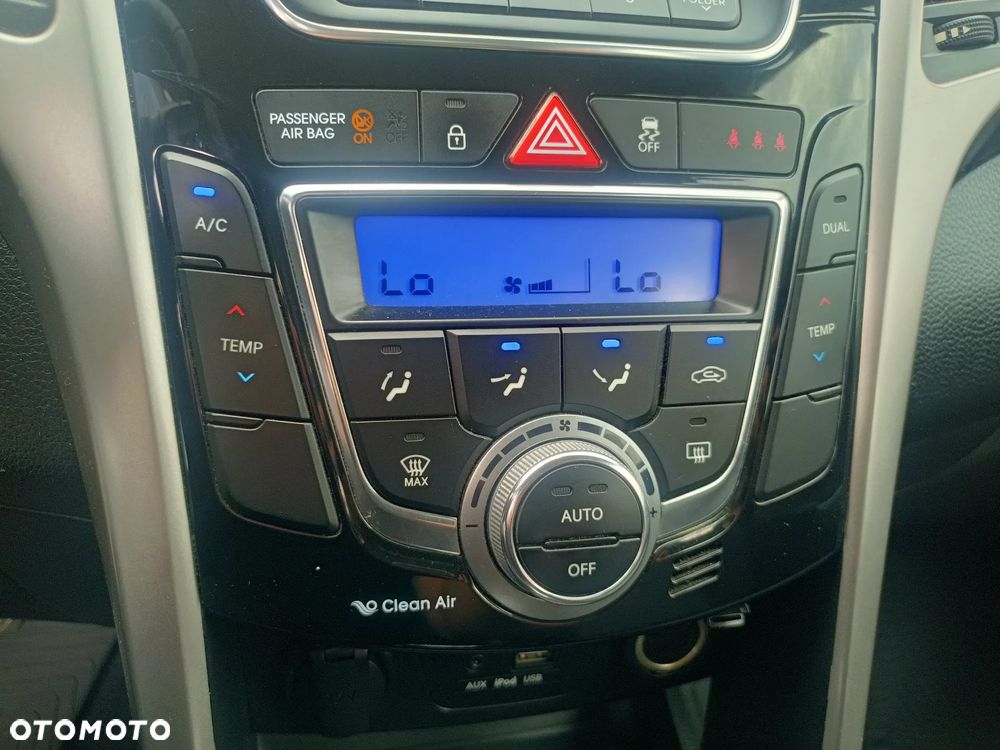 FOLDER
PASSENGER
AIR BAG ON OFF
OFF
A/C
DUAL
Lo Lo
TEMP
TEMP
MAX
- +
AUTO
OFF
Clean Air
AUX iPod USB
OTOMOTO